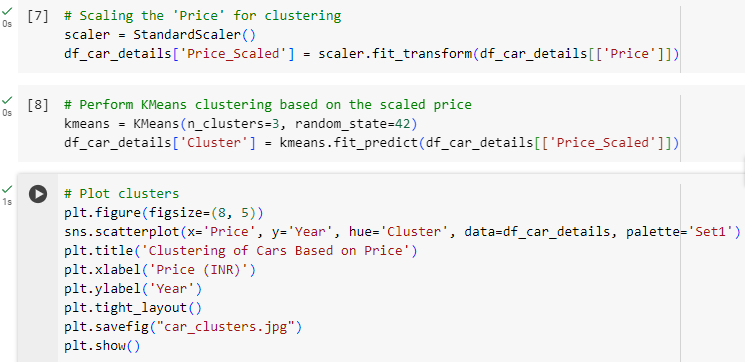 [7] # Scaling the 'Price' for clustering
0s scaler = StandardScaler()
df_car_details['Price_Scaled'] = scaler.fit_transform(df_car_details[['Price']])
[8] # Perform KMeans clustering based on the scaled price
0s kmeans = KMeans(n_clusters=3, random_state=42)
df_car_details['Cluster'] = kmeans.fit_predict(df_car_details[['Price_Scaled']])
# Plot clusters
1s plt.figure(figsize=(8, 5))
sns.scatterplot(x='Price', y='Year', hue='Cluster', data=df_car_details, palette='Set1')
plt.title('Clustering of Cars Based on Price')
plt.xlabel('Price (INR)')
plt.ylabel('Year')
plt.tight_layout()
plt.savefig("car_clusters.jpg")
plt.show()